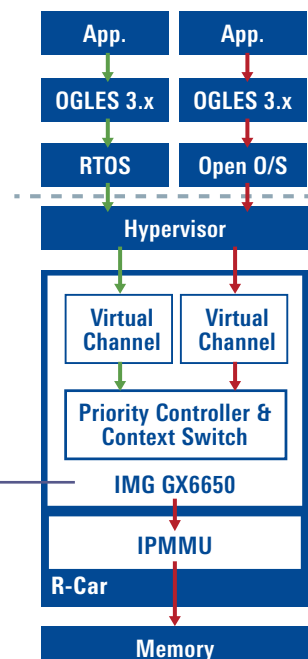 App.
App.
OGLES 3.x
OGLES 3.x
RTOS
Open O/S
Hypervisor
Virtual
Channel
Virtual
Channel
Priority Controller &
Context Switch
IMG GX6650
IPMMU
R-Car
Memory